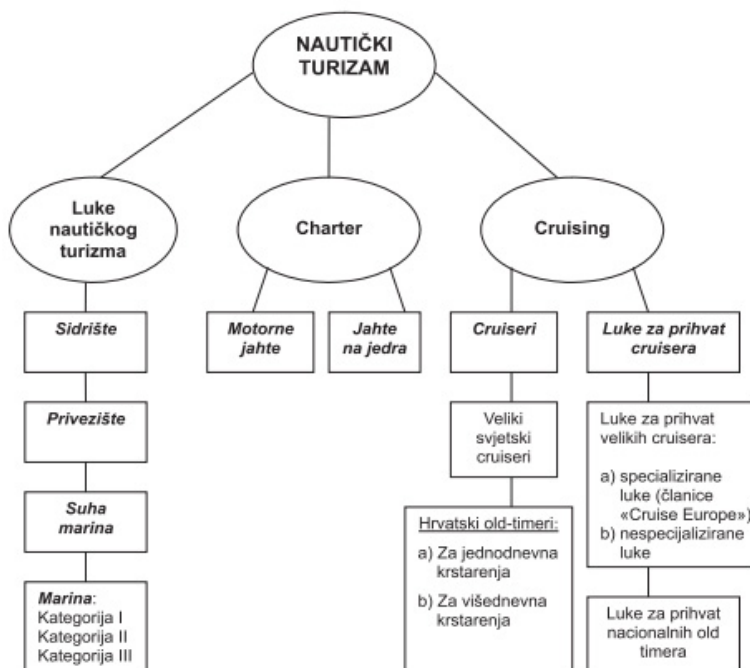 NAUTIČKI
TURIZAM
Luke
nautičkog
turizma
Charter
Cruising
Sidrište
Motorne
jahte
Jahte
na jedra
Cruiseri
Luke za prihvat
cruisera
Privezište
Veliki
svjetski
cruiseri
Luke za prihvat
velikih cruisera:
a) specializirane
luke (članice
«Cruise Europe»)
b) nespecijalizirane
luke
Suha
marina
Hrvatski old-timeri:
a) Za jednodnevna
krstarenja
b) Za višednevna
krstarenja
Marina:
Kategorija I
Kategorija II
Kategorija III
Luke za prihvat
nacionalnih old
timera